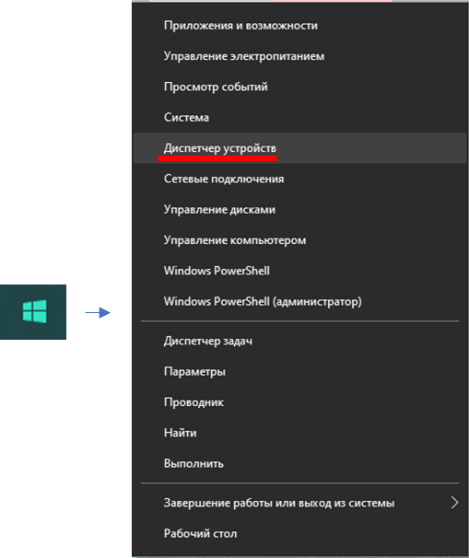 Приложения и возможности
Управление электропитанием
Просмотр событий
Система
Диспетчер устройств
Сетевые подключения
Управление дисками
Управление компьютером
Windows PowerShell
Windows PowerShell (администратор)
Диспетчер задач
Параметры
Проводник
Найти
Выполнить
Завершение работы или выход из системы
Рабочий стол